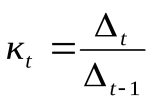 κ_t = Δ_t / Δ_{t-1}